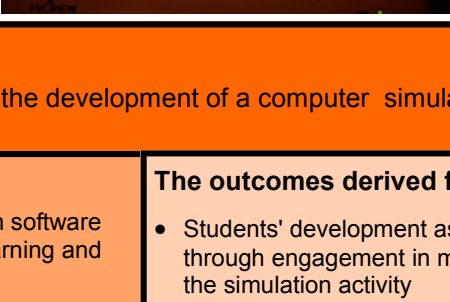 PREVIEW
the development of a computer simula
n software
rning and
The outcomes derived f
• Students' development as
through engagement in m
the simulation activity